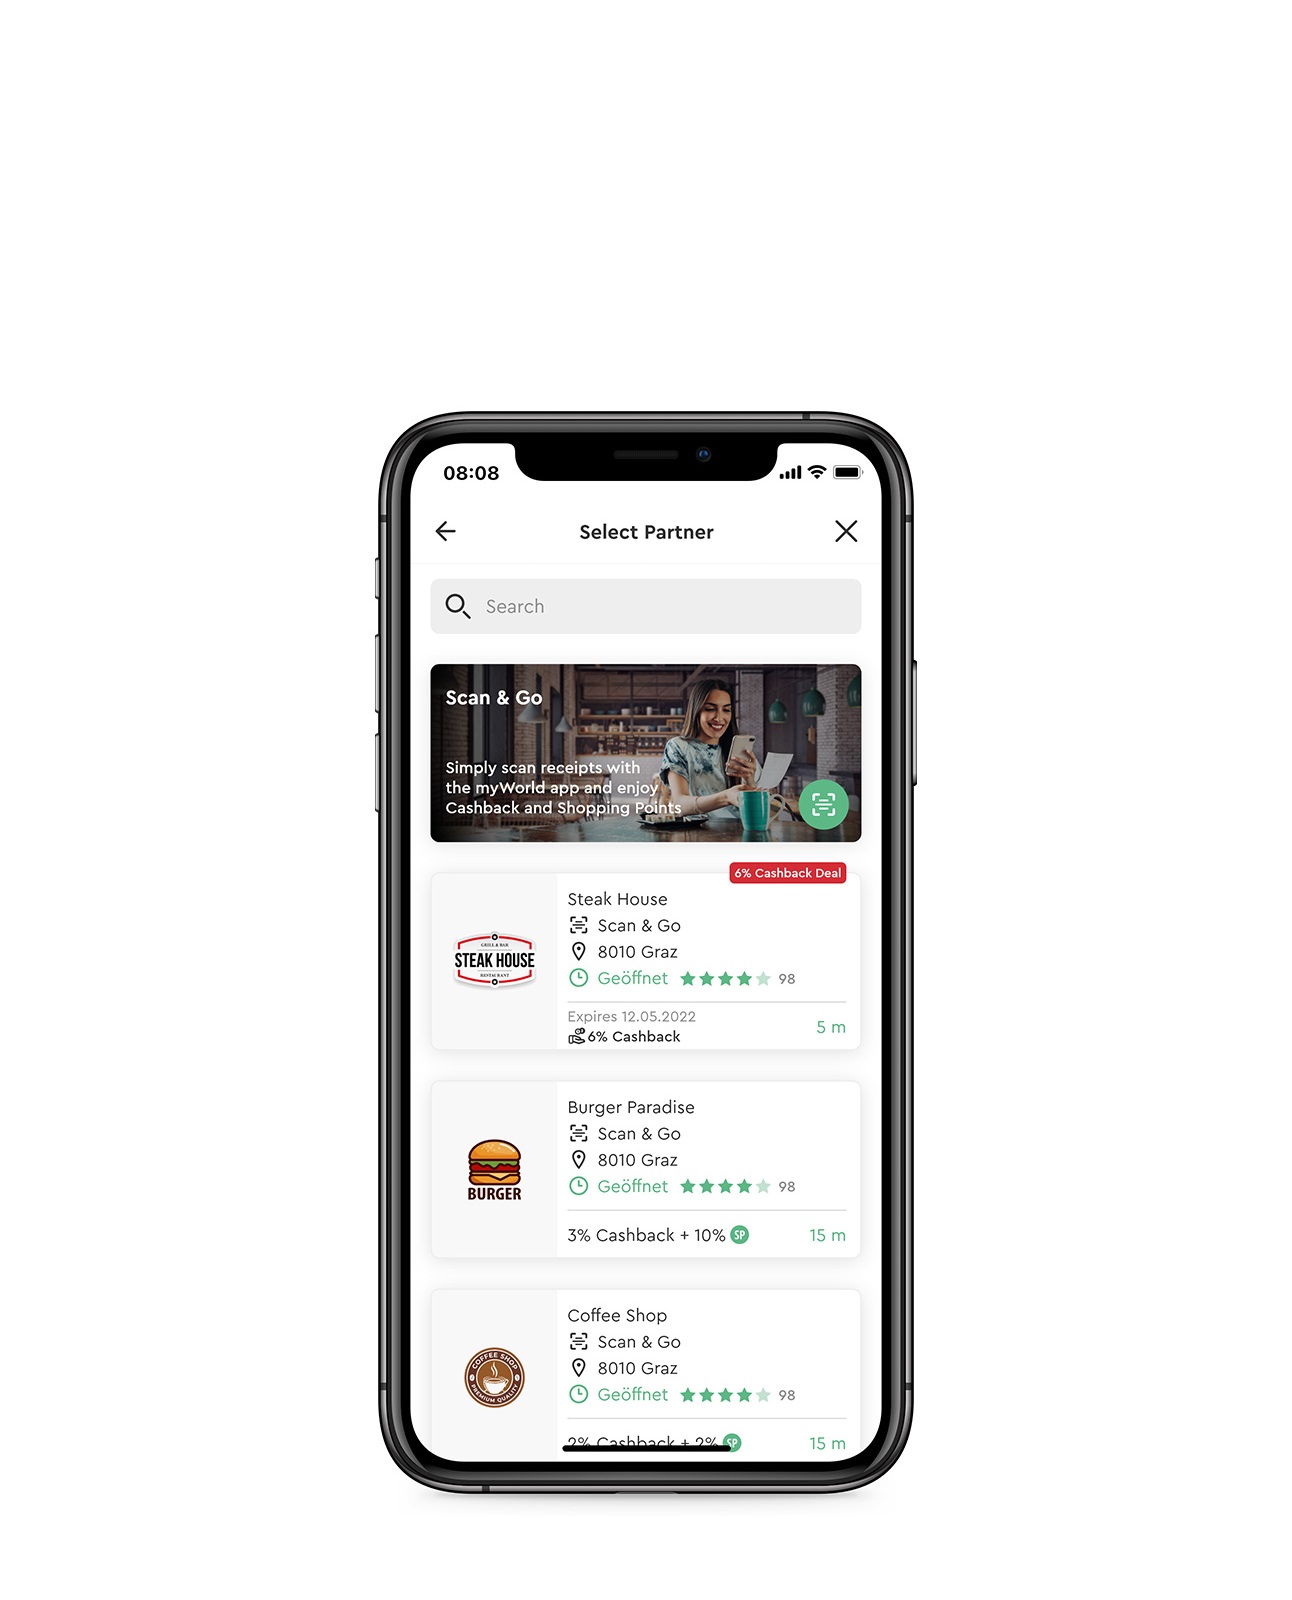 08:08
Select Partner
Search
Scan & Go
Simply scan receipts with
the myWorld app and enjoy
Cashback and Shopping Points
6% Cashback Deal
GRILL & BAR
STEAK HOUSE
RESTAURANT
Steak House
Scan & Go
8010 Graz
Geöffnet 98
Expires 12.05.2022
6% Cashback
5 m
BURGER
Burger Paradise
Scan & Go
8010 Graz
Geöffnet 98
3% Cashback + 10% SP 15 m
COFFEE SHOP
PREMIUM QUALITY
Coffee Shop
Scan & Go
8010 Graz
Geöffnet 98
2% Cashback + 2% SP 15 m